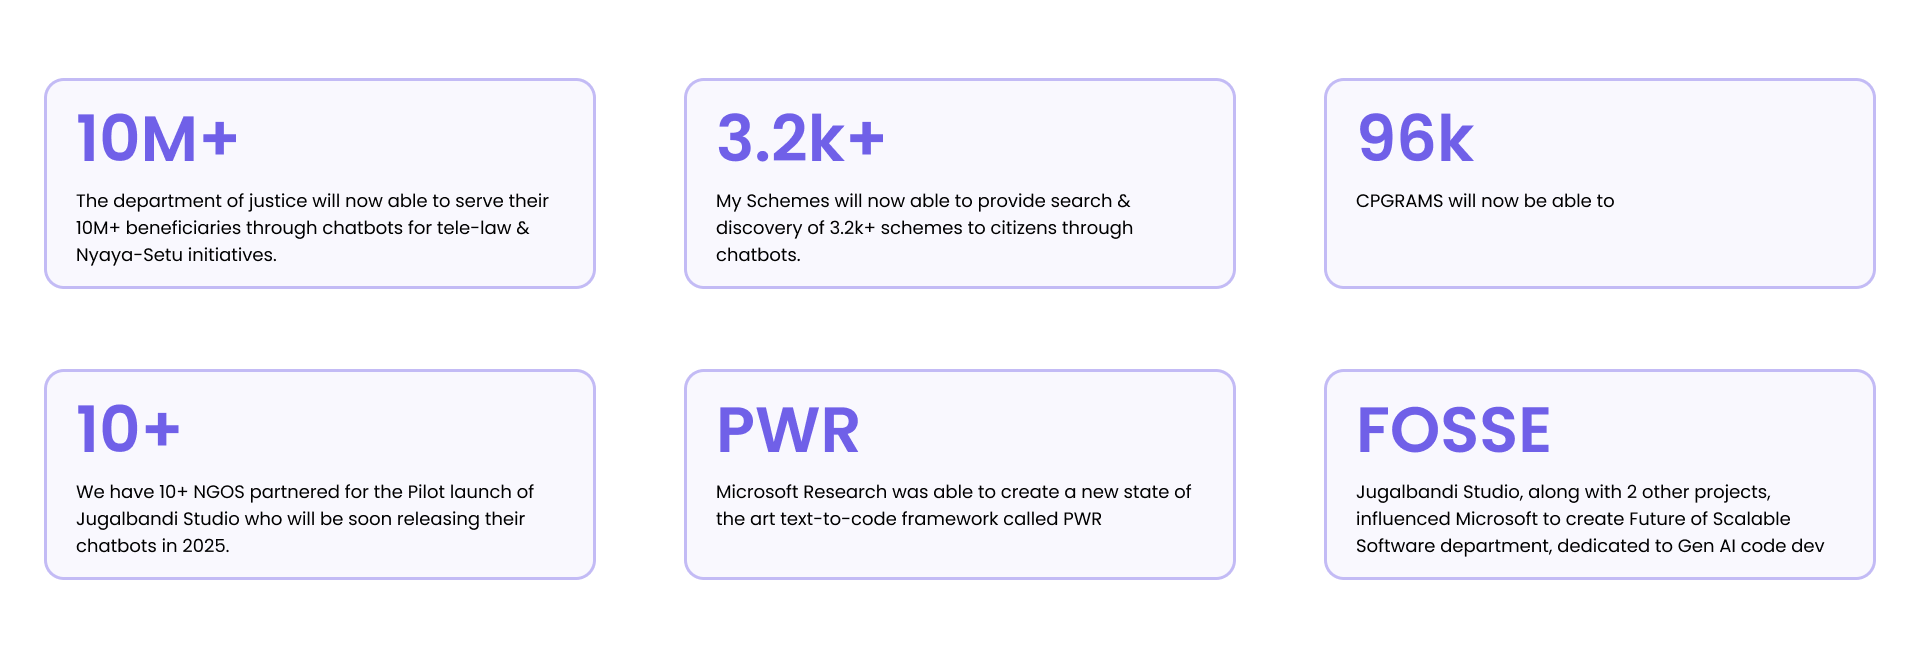 10M+
The department of justice will now able to serve their
10M+ beneficiaries through chatbots for tele-law &
Nyaya-Setu initiatives.
3.2k+
My Schemes will now able to provide search &
discovery of 3.2k+ schemes to citizens through
chatbots.
96k
CPGRAMS will now be able to
10+
We have 10+ NGOS partnered for the Pilot launch of
Jugalbandi Studio who will be soon releasing their
chatbots in 2025.
PWR
Microsoft Research was able to create a new state of
the art text-to-code framework called PWR
FOSSE
Jugalbandi Studio, along with 2 other projects,
influenced Microsoft to create Future of Scalable
Software department, dedicated to Gen AI code dev